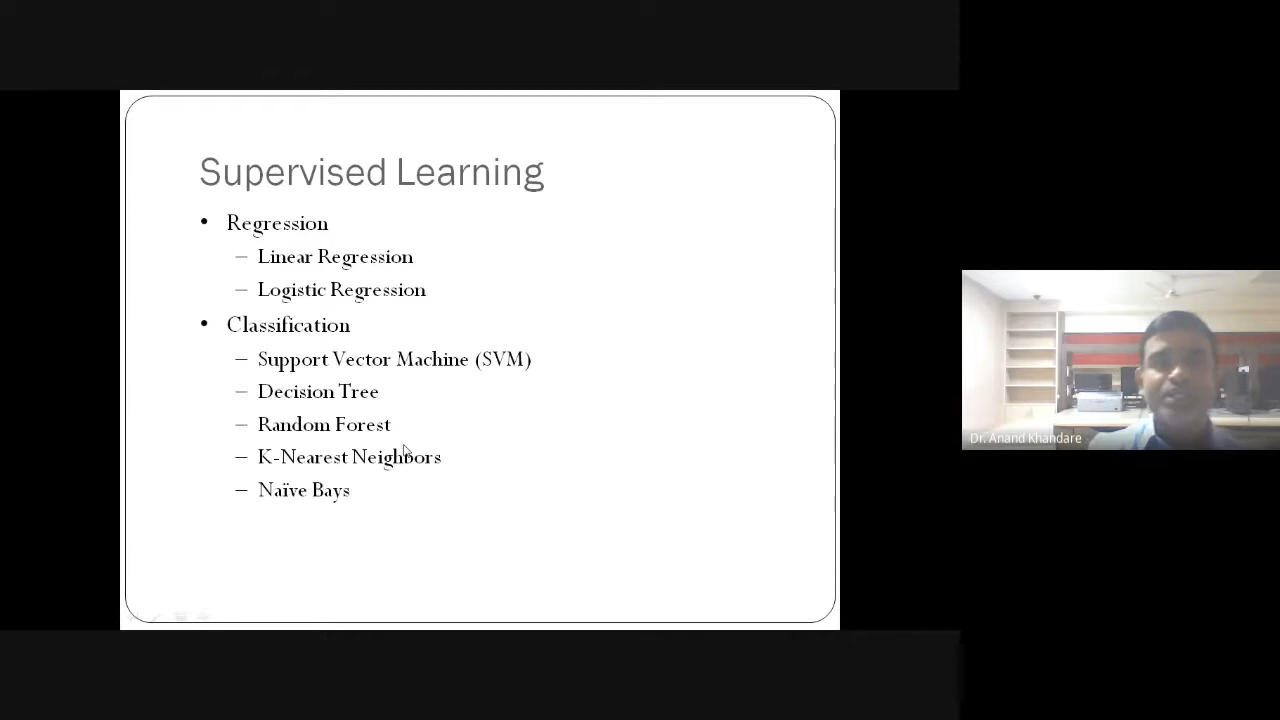 Supervised Learning
• Regression
– Linear Regression
– Logistic Regression
• Classification
– Support Vector Machine (SVM)
– Decision Tree
– Random Forest
– K-Nearest Neighbors
– Naïve Bays
Dr. Anand Khandare